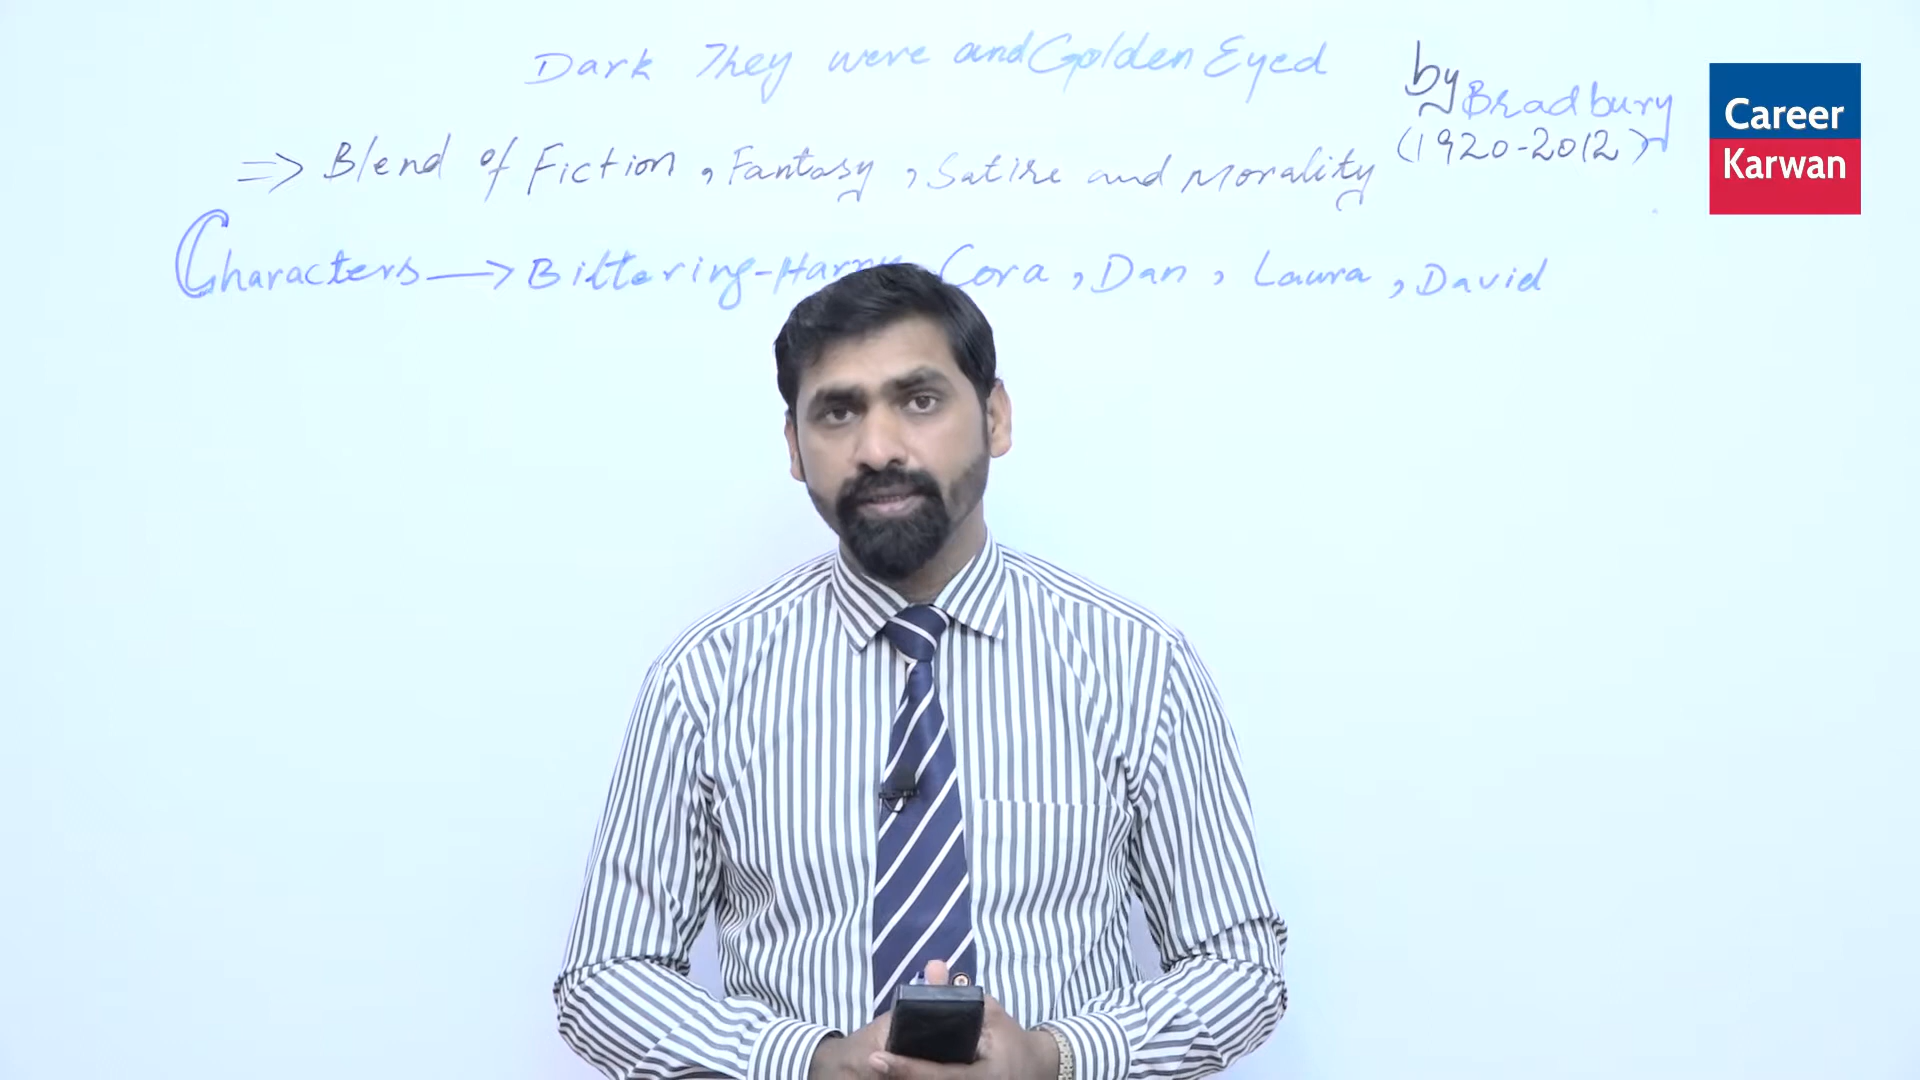 Dark They were and Golden Eyed
by Bradbury
(1920-2012)
⇒ Blend of Fiction, Fantasy, Satire and Morality
Characters → Bittering-Harry Cora, Dan, Laura, David
Career
Karwan